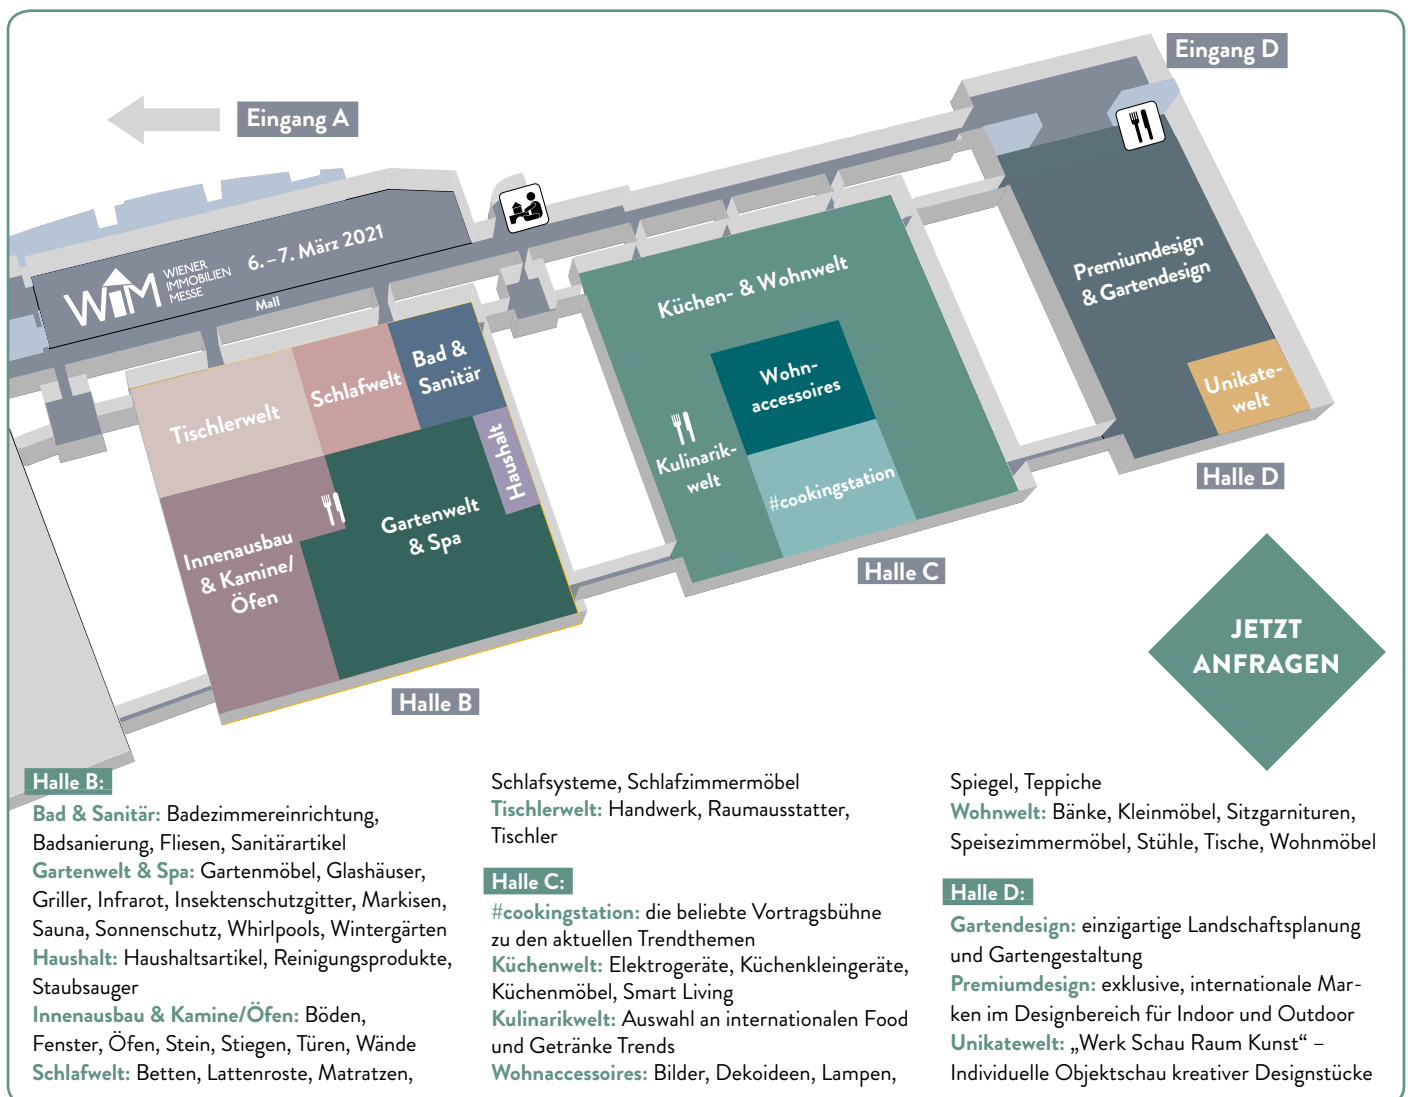 Eingang D
Eingang A
WIM
WIENER
IMMOBILIEN
MESSE
6.–7. März 2021
Mall
Küchen- & Wohnwelt
Premiumdesign
& Gartendesign
Bad &
Sanitär
Schlafwelt
Tischlerwelt
Wohn-
accessoires
Unikate-
welt
Haushalt
Kulinarik-
welt
#cookingstation
Halle D
Gartenwelt
& Spa
Innenausbau
& Kamine/
Öfen
Halle C
JETZT
ANFRAGEN
Halle B
Halle B:
Bad & Sanitär: Badezimmereinrichtung,
Badsanierung, Fliesen, Sanitärartikel
Gartenwelt & Spa: Gartenmöbel, Glashäuser,
Griller, Infrarot, Insektenschutzgitter, Markisen,
Sauna, Sonnenschutz, Whirlpools, Wintergärten
Haushalt: Haushaltsartikel, Reinigungsprodukte,
Staubsauger
Innenausbau & Kamine/Öfen: Böden,
Fenster, Öfen, Stein, Stiegen, Türen, Wände
Schlafwelt: Betten, Lattenroste, Matratzen,
Schlafsysteme, Schlafzimmermöbel
Tischlerwelt: Handwerk, Raumausstatter,
Tischler
Halle C:
#cookingstation: die beliebte Vortragsbühne
zu den aktuellen Trendthemen
Küchenwelt: Elektrogeräte, Küchenkleingeräte,
Küchenmöbel, Smart Living
Kulinarikwelt: Auswahl an internationalen Food
und Getränke Trends
Wohnaccessoires: Bilder, Dekoideen, Lampen,
Spiegel, Teppiche
Wohnwelt: Bänke, Kleinmöbel, Sitzgarnituren,
Speisezimmermöbel, Stühle, Tische, Wohnmöbel
Halle D:
Gartendesign: einzigartige Landschaftsplanung
und Gartengestaltung
Premiumdesign: exklusive, internationale Mar-
ken im Designbereich für Indoor und Outdoor
Unikatewelt: „Werk Schau Raum Kunst“ –
Individuelle Objektschau kreativer Designstücke